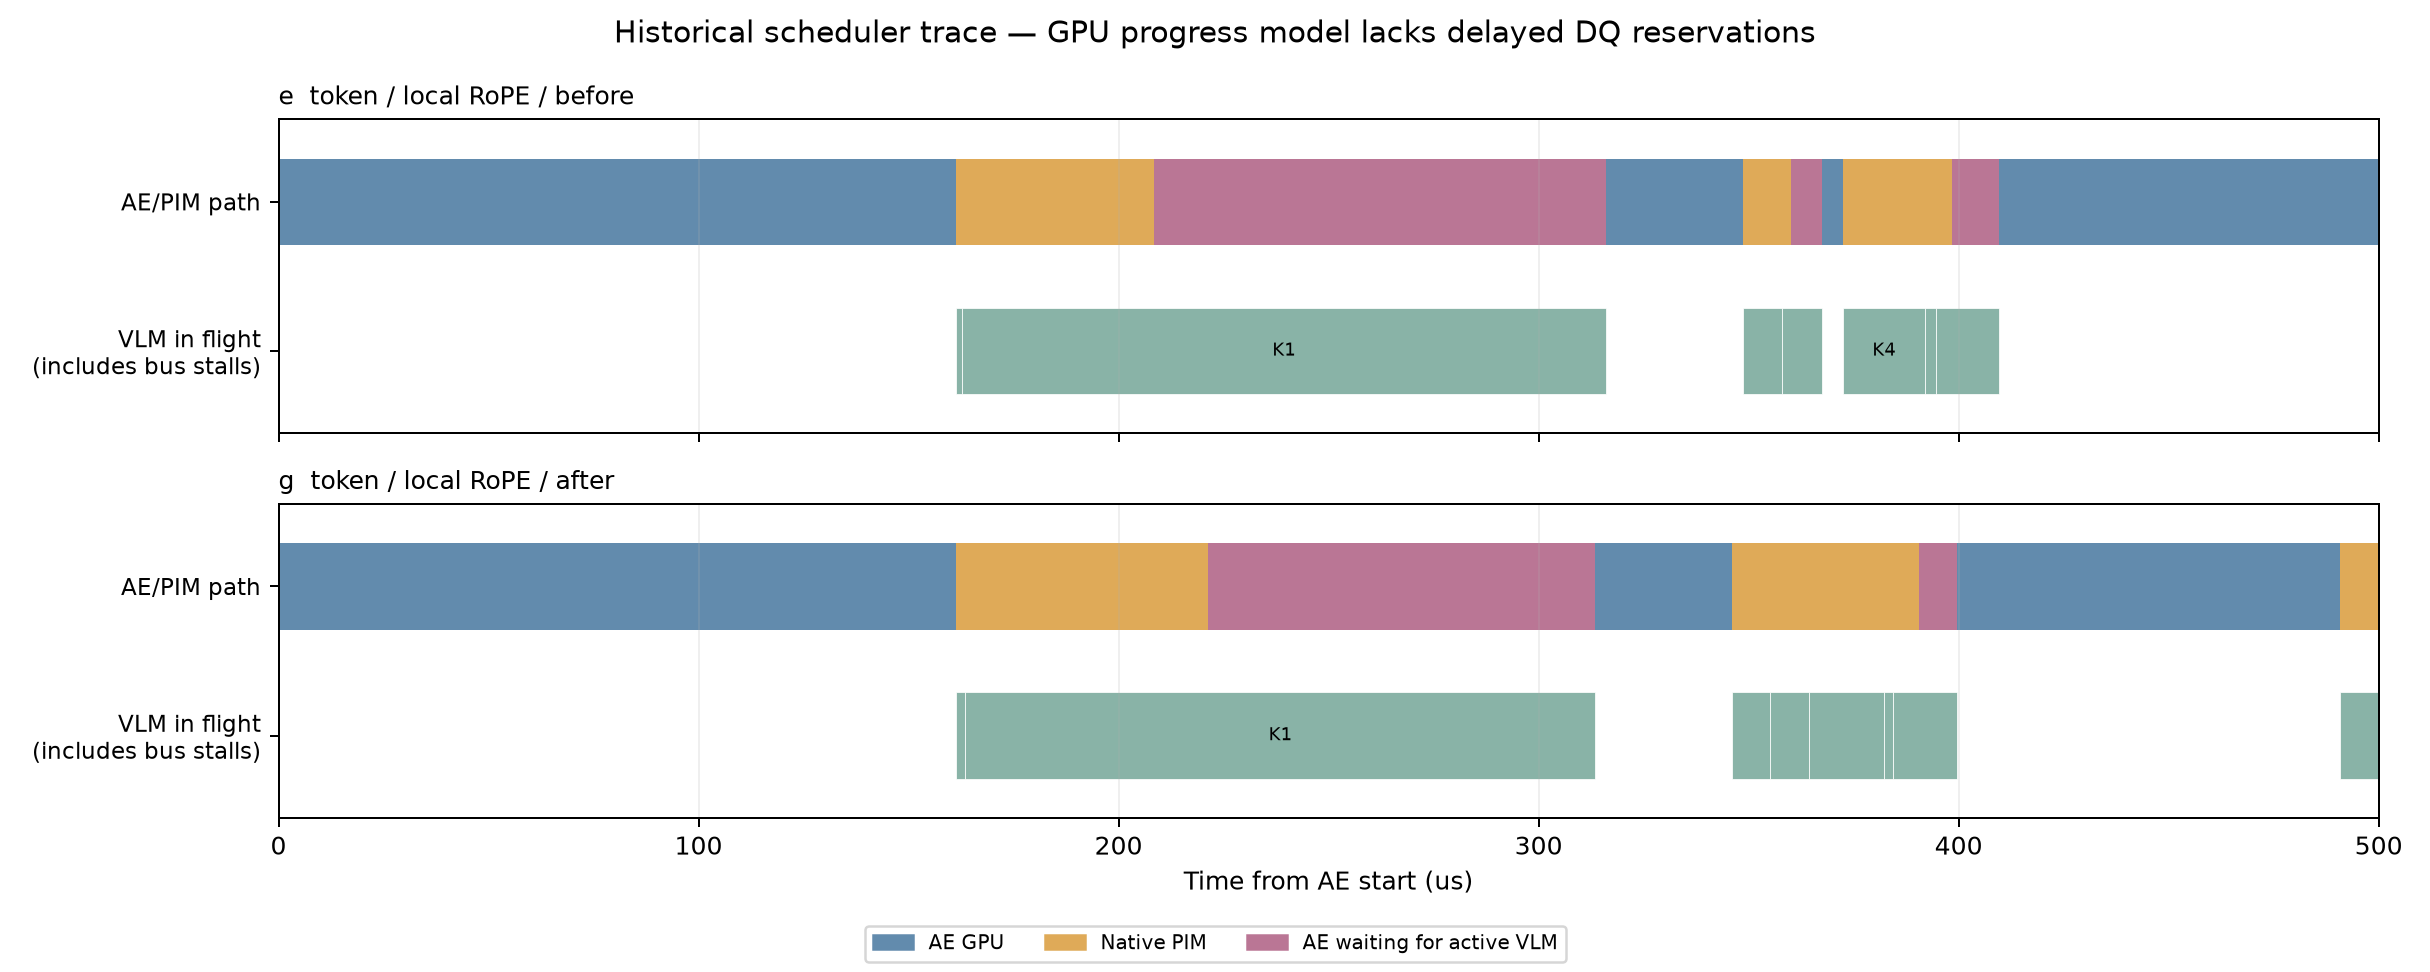 Historical scheduler trace — GPU progress model lacks delayed DQ reservations
e  token / local RoPE / before
AE/PIM path
VLM in flight
(includes bus stalls)
K1
K4
g  token / local RoPE / after
AE/PIM path
VLM in flight
(includes bus stalls)
K1
0 100 200 300 400 500
Time from AE start (us)
AE GPU Native PIM AE waiting for active VLM